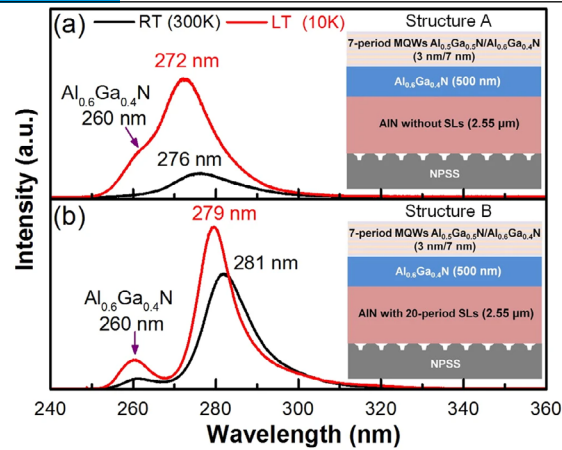 (a)
RT (300K)
LT (10K)
272 nm
Al0.6Ga0.4N
260 nm
276 nm
Structure A
7-period MQWs Al0.5Ga0.5N/Al0.6Ga0.4N
(3 nm/7 nm)
Al0.6Ga0.4N (500 nm)
AlN without SLs (2.55 μm)
NPSS
(b)
279 nm
281 nm
Al0.6Ga0.4N
260 nm
Structure B
7-period MQWs Al0.5Ga0.5N/Al0.6Ga0.4N
(3 nm/7 nm)
Al0.6Ga0.4N (500 nm)
AlN with 20-period SLs (2.55 μm)
NPSS
Intensity (a.u.)
240 260 280 300 320 340 360
Wavelength (nm)